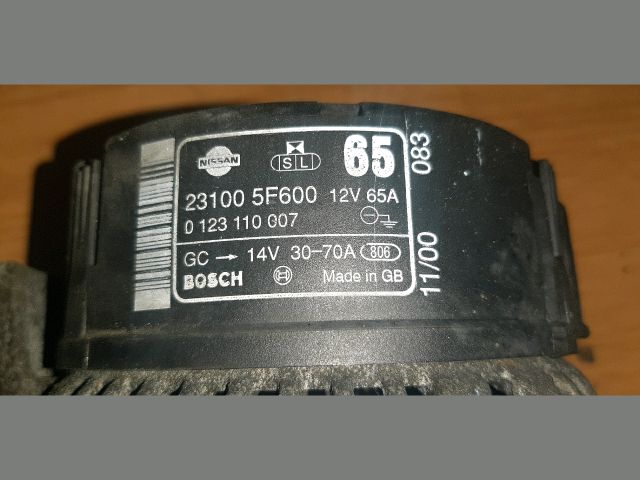 NISSAN
S L
65
23100 5F600 12V 65A
0 123 110 007
GC → 14V 30-70A 806
BOSCH Made in GB
11/00 083